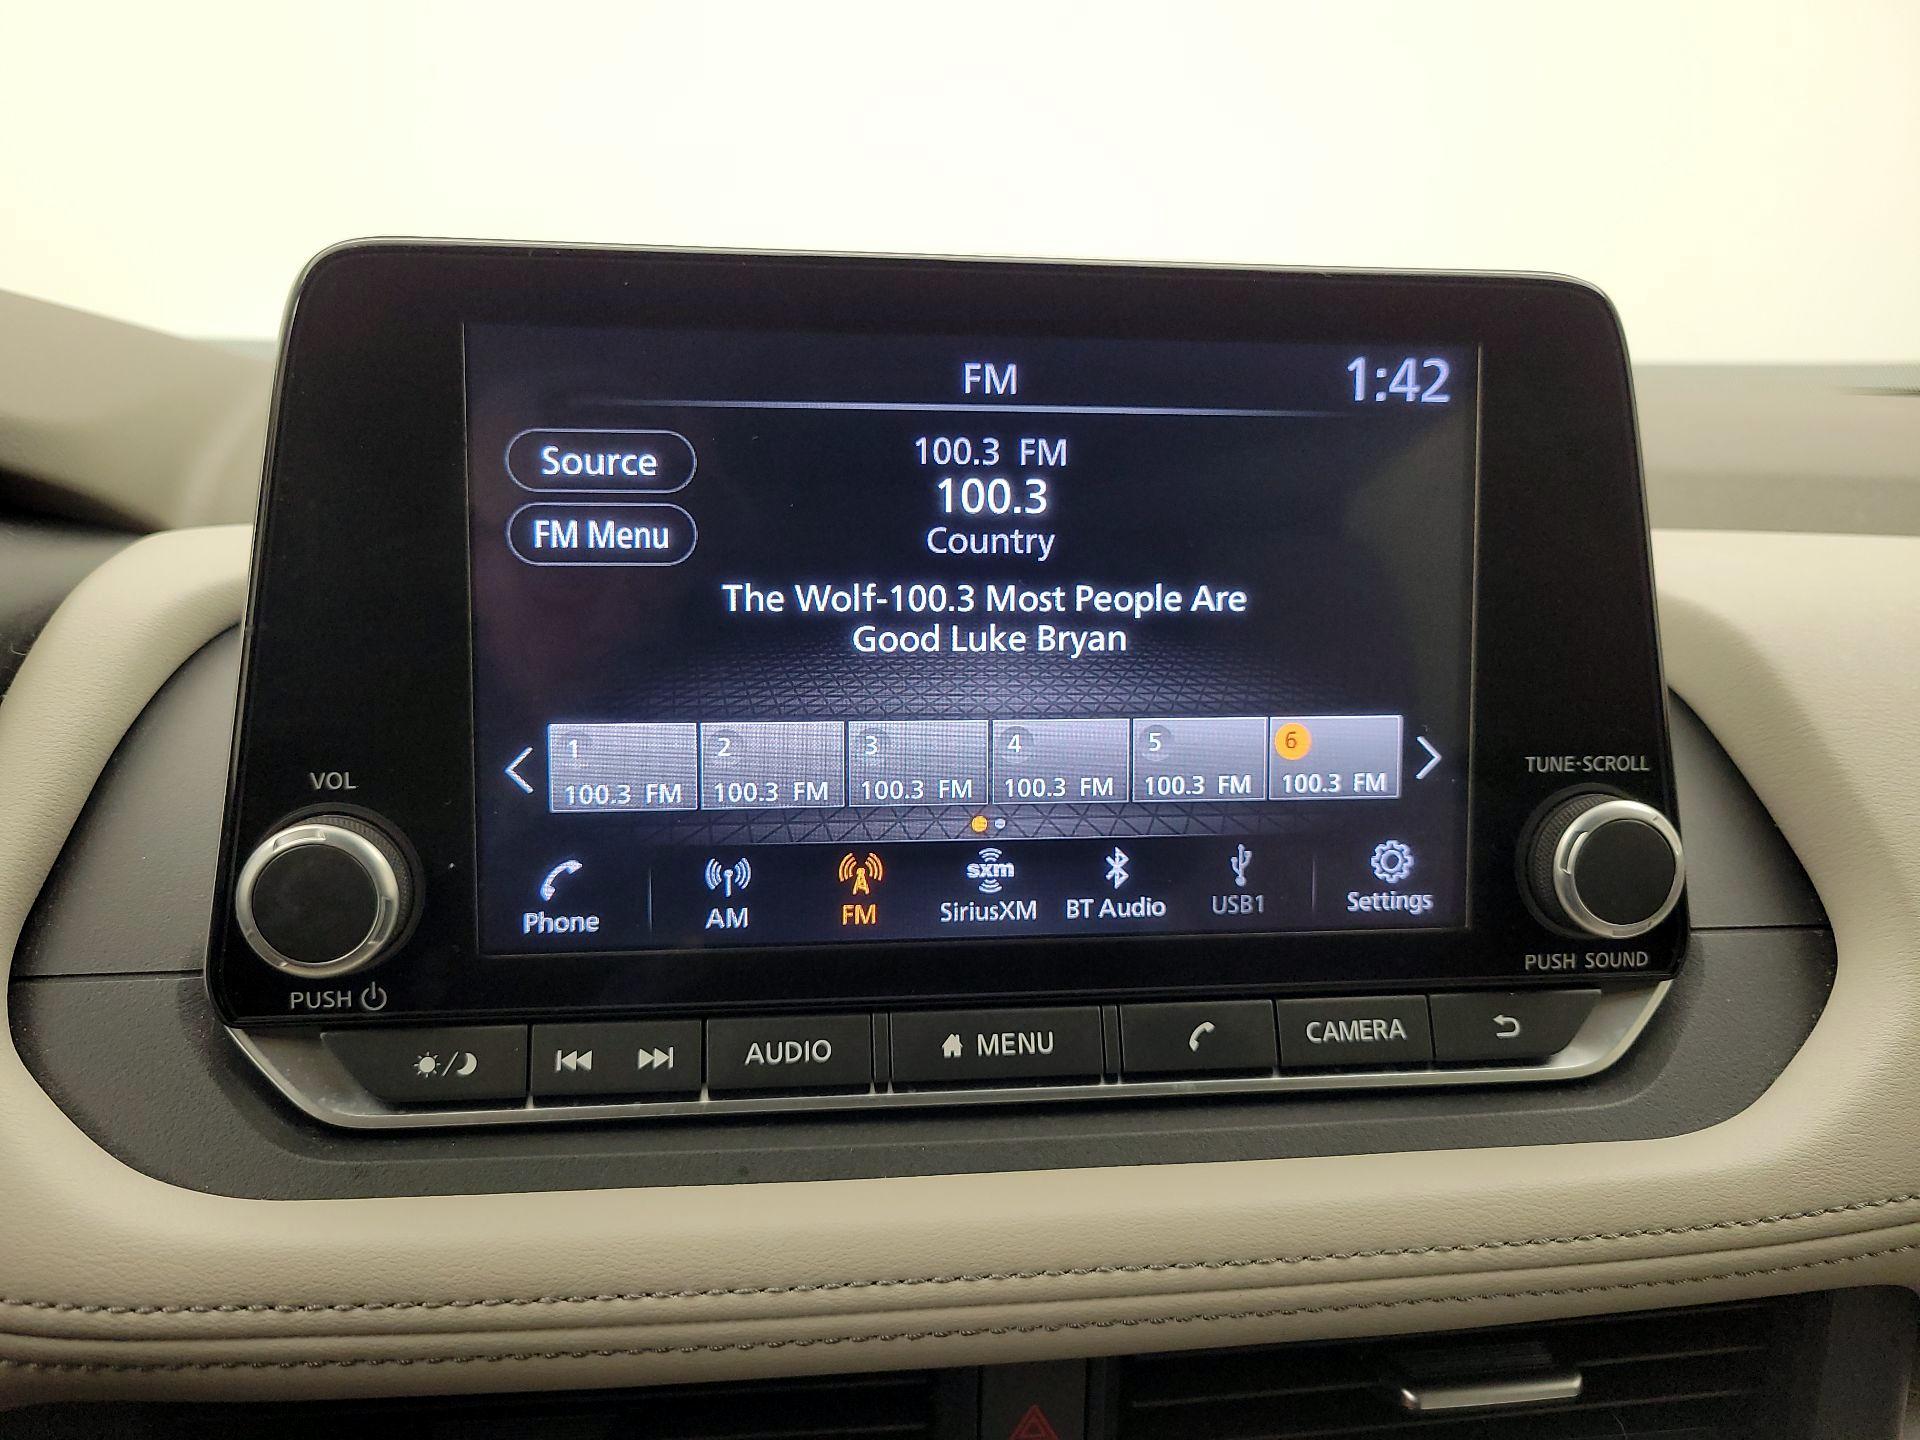 FM
1:42
Source
100.3 FM
100.3
FM Menu
Country
The Wolf-100.3 Most People Are
Good Luke Bryan
1
2
3
4
5
6
100.3 FM
100.3 FM
100.3 FM
100.3 FM
100.3 FM
100.3 FM
VOL
TUNE·SCROLL
sxm
Phone
AM
FM
SiriusXM
BT Audio
USB1
Settings
PUSH
PUSH SOUND
AUDIO
MENU
CAMERA